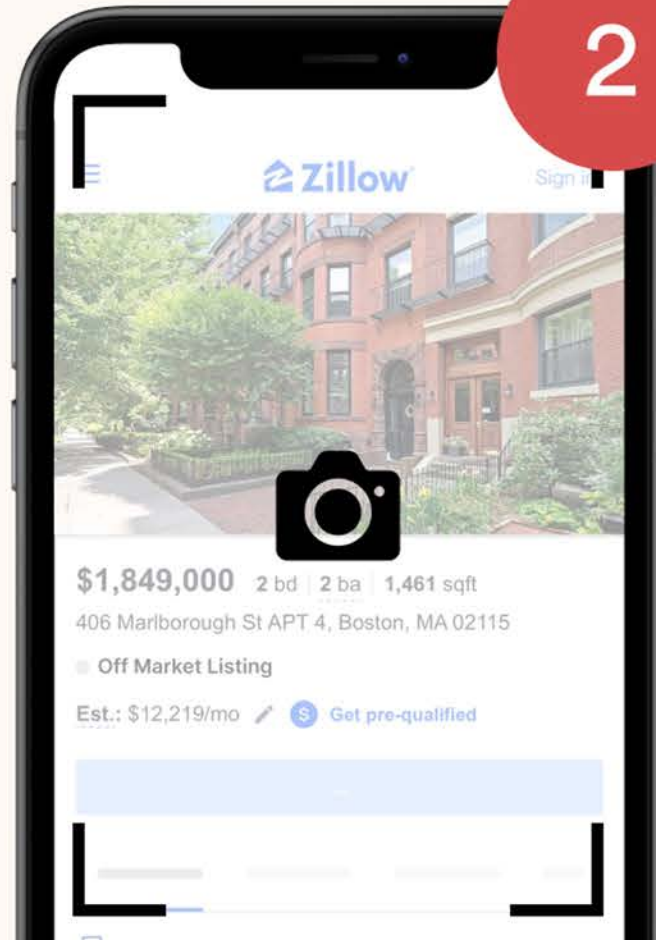 2
Zillow
Sign in
$1,849,000 2 bd 2 ba 1,461 sqft
406 Marlborough St APT 4, Boston, MA 02115
Off Market Listing
Est.: $12,219/mo $ Get pre-qualified